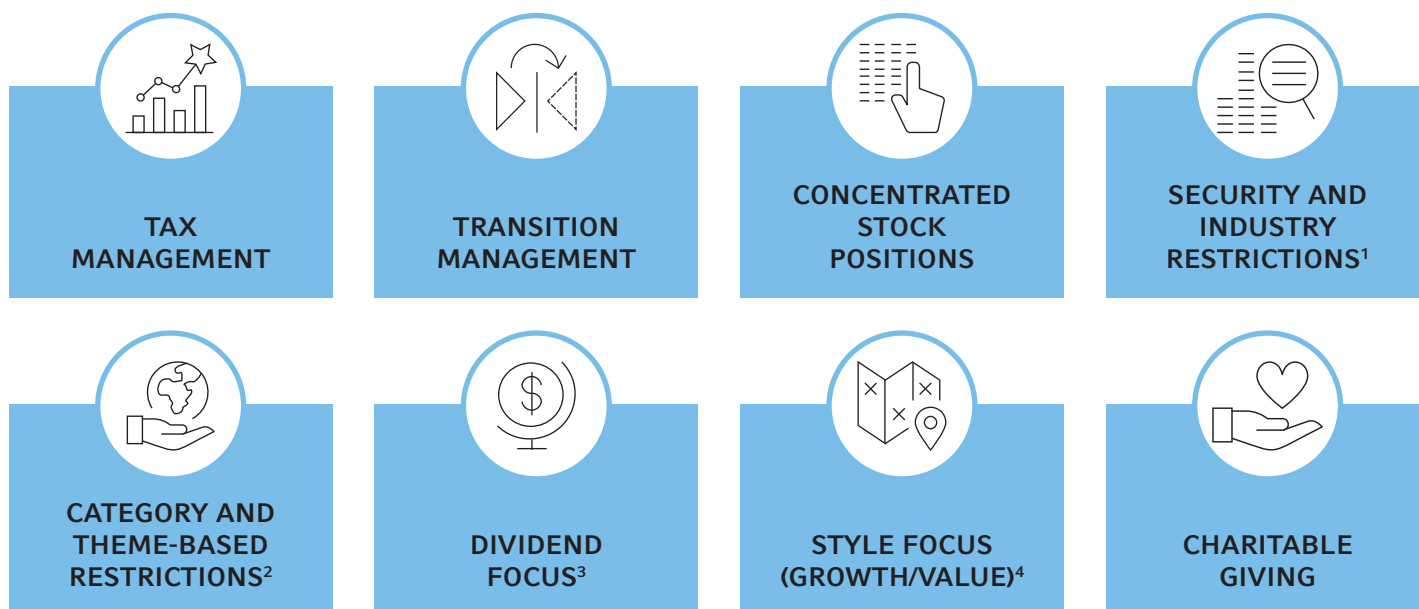 TAX
MANAGEMENT
TRANSITION
MANAGEMENT
CONCENTRATED
STOCK
POSITIONS
SECURITY AND
INDUSTRY
RESTRICTIONS¹
CATEGORY AND
THEME-BASED
RESTRICTIONS²
DIVIDEND
FOCUS³
STYLE FOCUS
(GROWTH/VALUE)⁴
CHARITABLE
GIVING